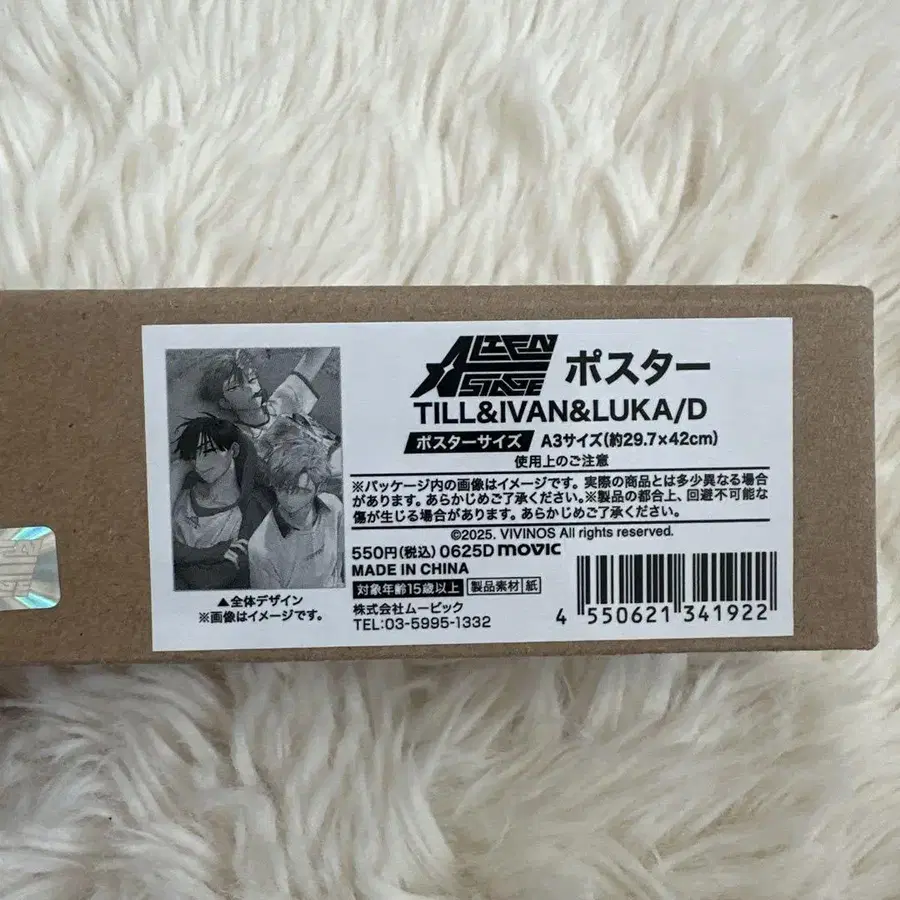 ALIEN STAGE ポスター
TILL&IVAN&LUKA/D
ポスターサイズ A3サイズ(約29.7×42cm)
使用上のご注意
※パッケージ内の画像はイメージです。実際の商品とは多少異なる場合
があります。あらかじめご了承ください。※製品の都合上、回避不可能な
傷が生じる場合があります。あらかじめご了承ください。
©2025. VIVINOS All rights reserved.
550円(税込) 0625D movic
MADE IN CHINA
対象年齢15歳以上 製品素材 紙
株式会社ムービック
TEL:03-5995-1332
4 550621 341922
▲全体デザイン
※画像はイメージです。